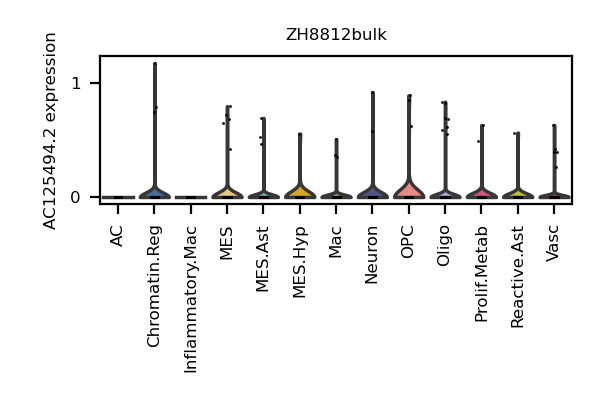 ZH8812bulk
AC125494.2 expression
1
0
AC
Chromatin.Reg
Inflammatory.Mac
MES
MES.Ast
MES.Hyp
Mac
Neuron
OPC
Oligo
Prolif.Metab
Reactive.Ast
Vasc